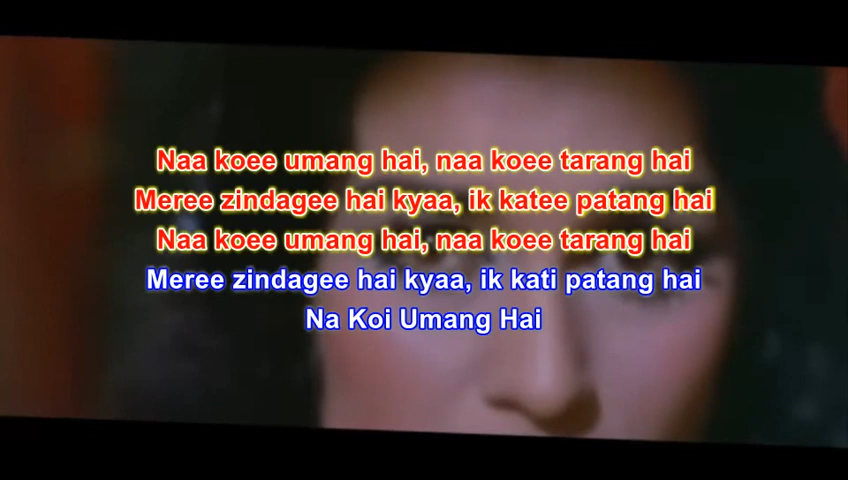 Naa koee umang hai, naa koee tarang hai
Meree zindagee hai kyaa, ik katee patang hai
Naa koee umang hai, naa koee tarang hai
Meree zindagee hai kyaa, ik kati patang hai
Na Koi Umang Hai